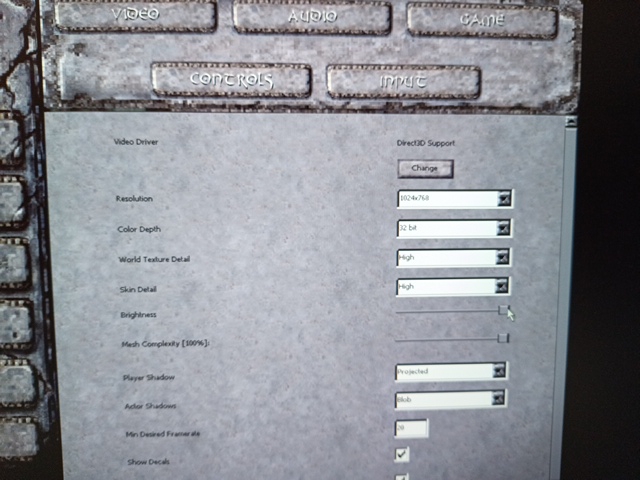 VIDEO AUDIO GAME
CONTROLS INPUT
Video Driver Direct3D Support
Change
Resolution 1024x768
Color Depth 32 bit
World Texture Detail High
Skin Detail High
Brightness
Mesh Complexity [100%]:
Player Shadow Projected
Actor Shadows Blob
Min Desired Framerate 20
Show Decals